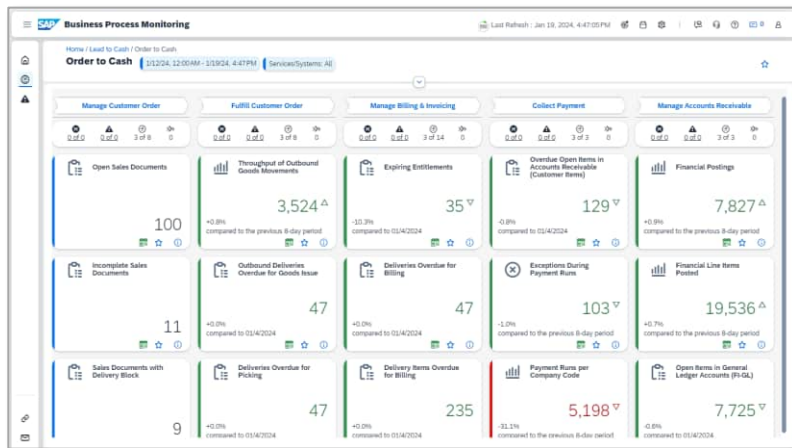 SAP Business Process Monitoring
Last Refresh : Jan 19, 2024, 4:47:05PM
Home / Lead to Cash / Order to Cash
Order to Cash
1/12/24, 12:00AM - 1/19/24, 4:47PM
Services/Systems: All
Manage Customer Order
Fulfill Customer Order
Manage Billing & Invoicing
Collect Payment
Manage Accounts Receivable
0 of 0 0 of 0 3 of 8 0
0 of 0 0 of 0 3 of 8 0
0 of 0 0 of 0 3 of 14 0
0 of 0 0 of 0 3 of 3 0
0 of 0 0 of 0 3 of 3 0
Open Sales Documents
100
Throughput of Outbound
Goods Movements
3,524
+0.8%
compared to the previous 8-day period
Expiring Entitlements
35
-10.3%
compared to 01/4/2024
Overdue Open Items in
Accounts Receivable
(Customer Items)
129
-0.8%
compared to 01/4/2024
Financial Postings
7,827
+0.9%
compared to the previous 8-day period
Incomplete Sales
Documents
11
Outbound Deliveries
Overdue for Goods Issue
47
+0.0%
compared to 01/4/2024
Deliveries Overdue for
Billing
47
+0.0%
compared to 01/4/2024
Exceptions During
Payment Runs
103
-1.0%
compared to the previous 8-day period
Financial Line Items
Posted
19,536
+0.7%
compared to the previous 8-day period
Sales Documents with
Delivery Block
9
Deliveries Overdue for
Picking
47
+0.0%
compared to 01/4/2024
Delivery Items Overdue
for Billing
235
+0.0%
compared to 01/4/2024
Payment Runs per
Company Code
5,198
-31.1%
compared to the previous 8-day period
Open Items in General
Ledger Accounts (FI-GL)
7,725
-0.6%
compared to 01/4/2024